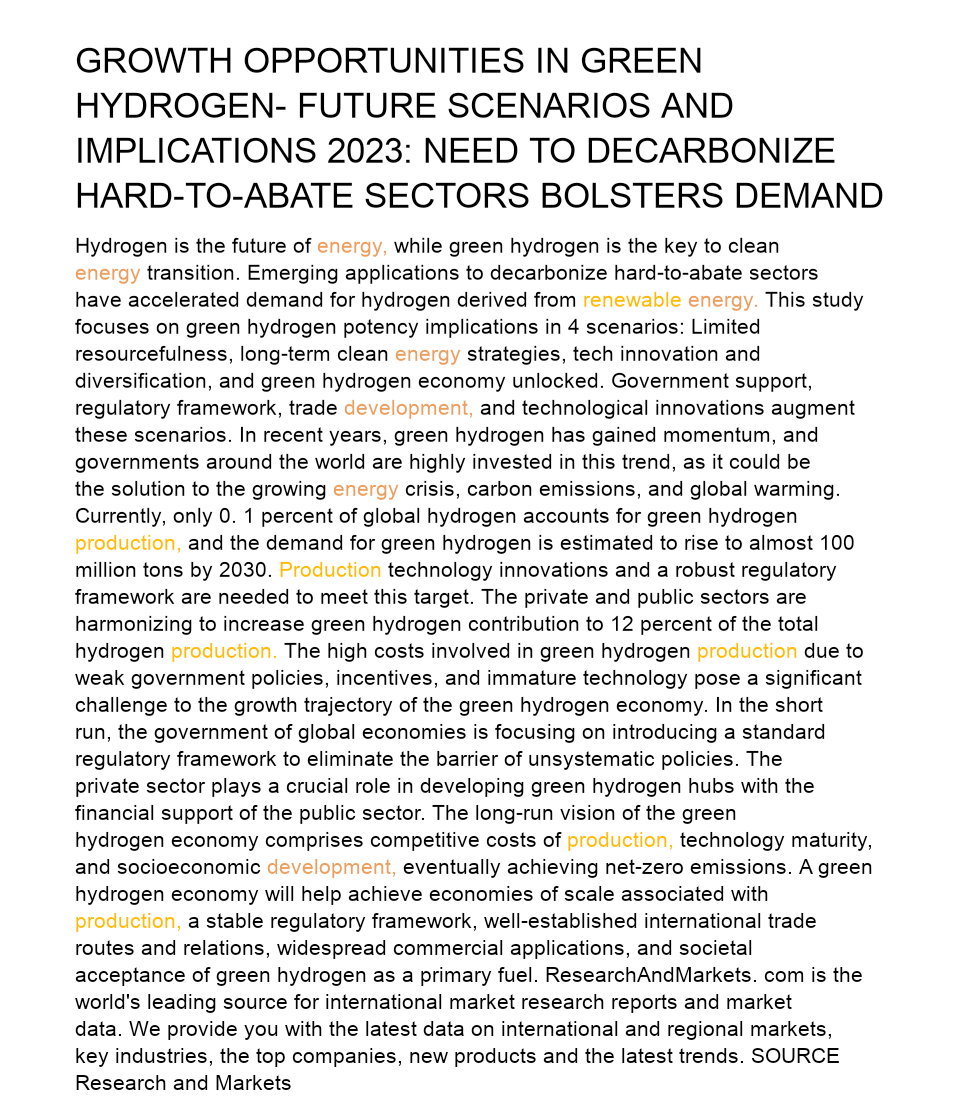 GROWTH OPPORTUNITIES IN GREEN
HYDROGEN- FUTURE SCENARIOS AND
IMPLICATIONS 2023: NEED TO DECARBONIZE
HARD-TO-ABATE SECTORS BOLSTERS DEMAND
Hydrogen is the future of energy, while green hydrogen is the key to clean
energy transition. Emerging applications to decarbonize hard-to-abate sectors
have accelerated demand for hydrogen derived from renewable energy. This study
focuses on green hydrogen potency implications in 4 scenarios: Limited
resourcefulness, long-term clean energy strategies, tech innovation and
diversification, and green hydrogen economy unlocked. Government support,
regulatory framework, trade development, and technological innovations augment
these scenarios. In recent years, green hydrogen has gained momentum, and
governments around the world are highly invested in this trend, as it could be
the solution to the growing energy crisis, carbon emissions, and global warming.
Currently, only 0. 1 percent of global hydrogen accounts for green hydrogen
production, and the demand for green hydrogen is estimated to rise to almost 100
million tons by 2030. Production technology innovations and a robust regulatory
framework are needed to meet this target. The private and public sectors are
harmonizing to increase green hydrogen contribution to 12 percent of the total
hydrogen production. The high costs involved in green hydrogen production due to
weak government policies, incentives, and immature technology pose a significant
challenge to the growth trajectory of the green hydrogen economy. In the short
run, the government of global economies is focusing on introducing a standard
regulatory framework to eliminate the barrier of unsystematic policies. The
private sector plays a crucial role in developing green hydrogen hubs with the
financial support of the public sector. The long-run vision of the green
hydrogen economy comprises competitive costs of production, technology maturity,
and socioeconomic development, eventually achieving net-zero emissions. A green
hydrogen economy will help achieve economies of scale associated with
production, a stable regulatory framework, well-established international trade
routes and relations, widespread commercial applications, and societal
acceptance of green hydrogen as a primary fuel. ResearchAndMarkets. com is the
world's leading source for international market research reports and market
data. We provide you with the latest data on international and regional markets,
key industries, the top companies, new products and the latest trends. SOURCE
Research and Markets